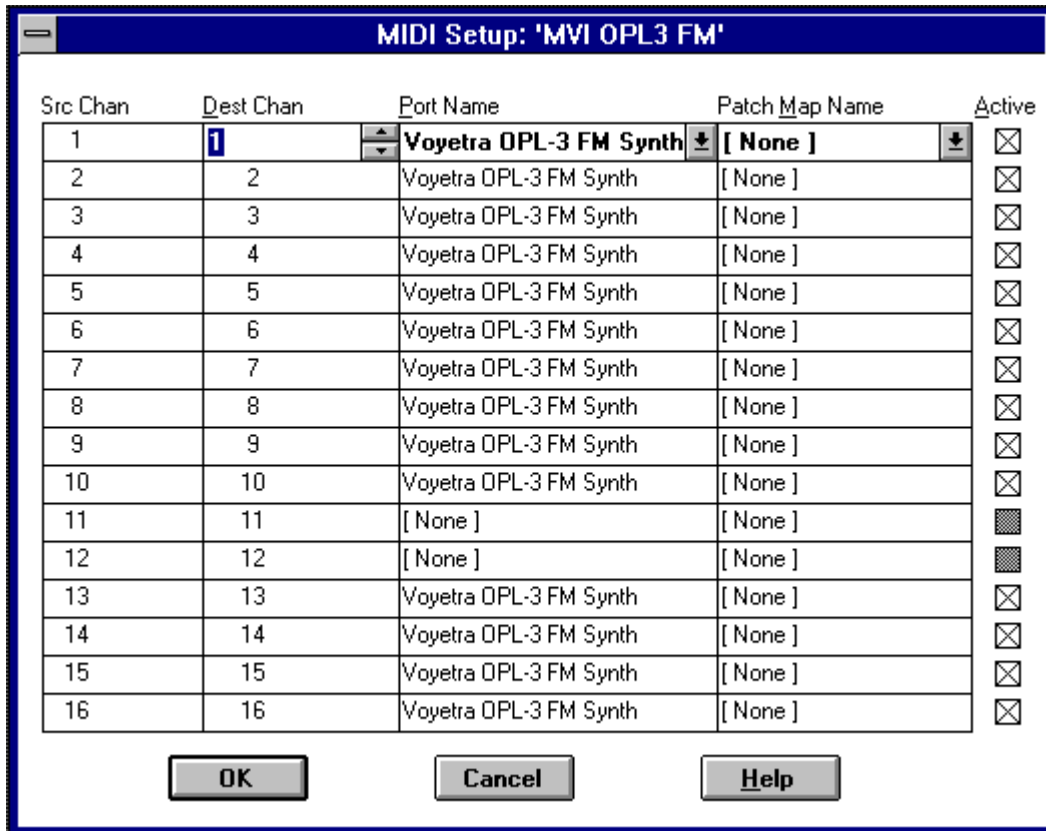 MIDI Setup: 'MVI OPL3 FM'
Src Chan Dest Chan Port Name Patch Map Name Active
1 1 Voyetra OPL-3 FM Synth [ None ]
2 2 Voyetra OPL-3 FM Synth [ None ]
3 3 Voyetra OPL-3 FM Synth [ None ]
4 4 Voyetra OPL-3 FM Synth [ None ]
5 5 Voyetra OPL-3 FM Synth [ None ]
6 6 Voyetra OPL-3 FM Synth [ None ]
7 7 Voyetra OPL-3 FM Synth [ None ]
8 8 Voyetra OPL-3 FM Synth [ None ]
9 9 Voyetra OPL-3 FM Synth [ None ]
10 10 Voyetra OPL-3 FM Synth [ None ]
11 11 [ None ] [ None ]
12 12 [ None ] [ None ]
13 13 Voyetra OPL-3 FM Synth [ None ]
14 14 Voyetra OPL-3 FM Synth [ None ]
15 15 Voyetra OPL-3 FM Synth [ None ]
16 16 Voyetra OPL-3 FM Synth [ None ]
OK Cancel Help